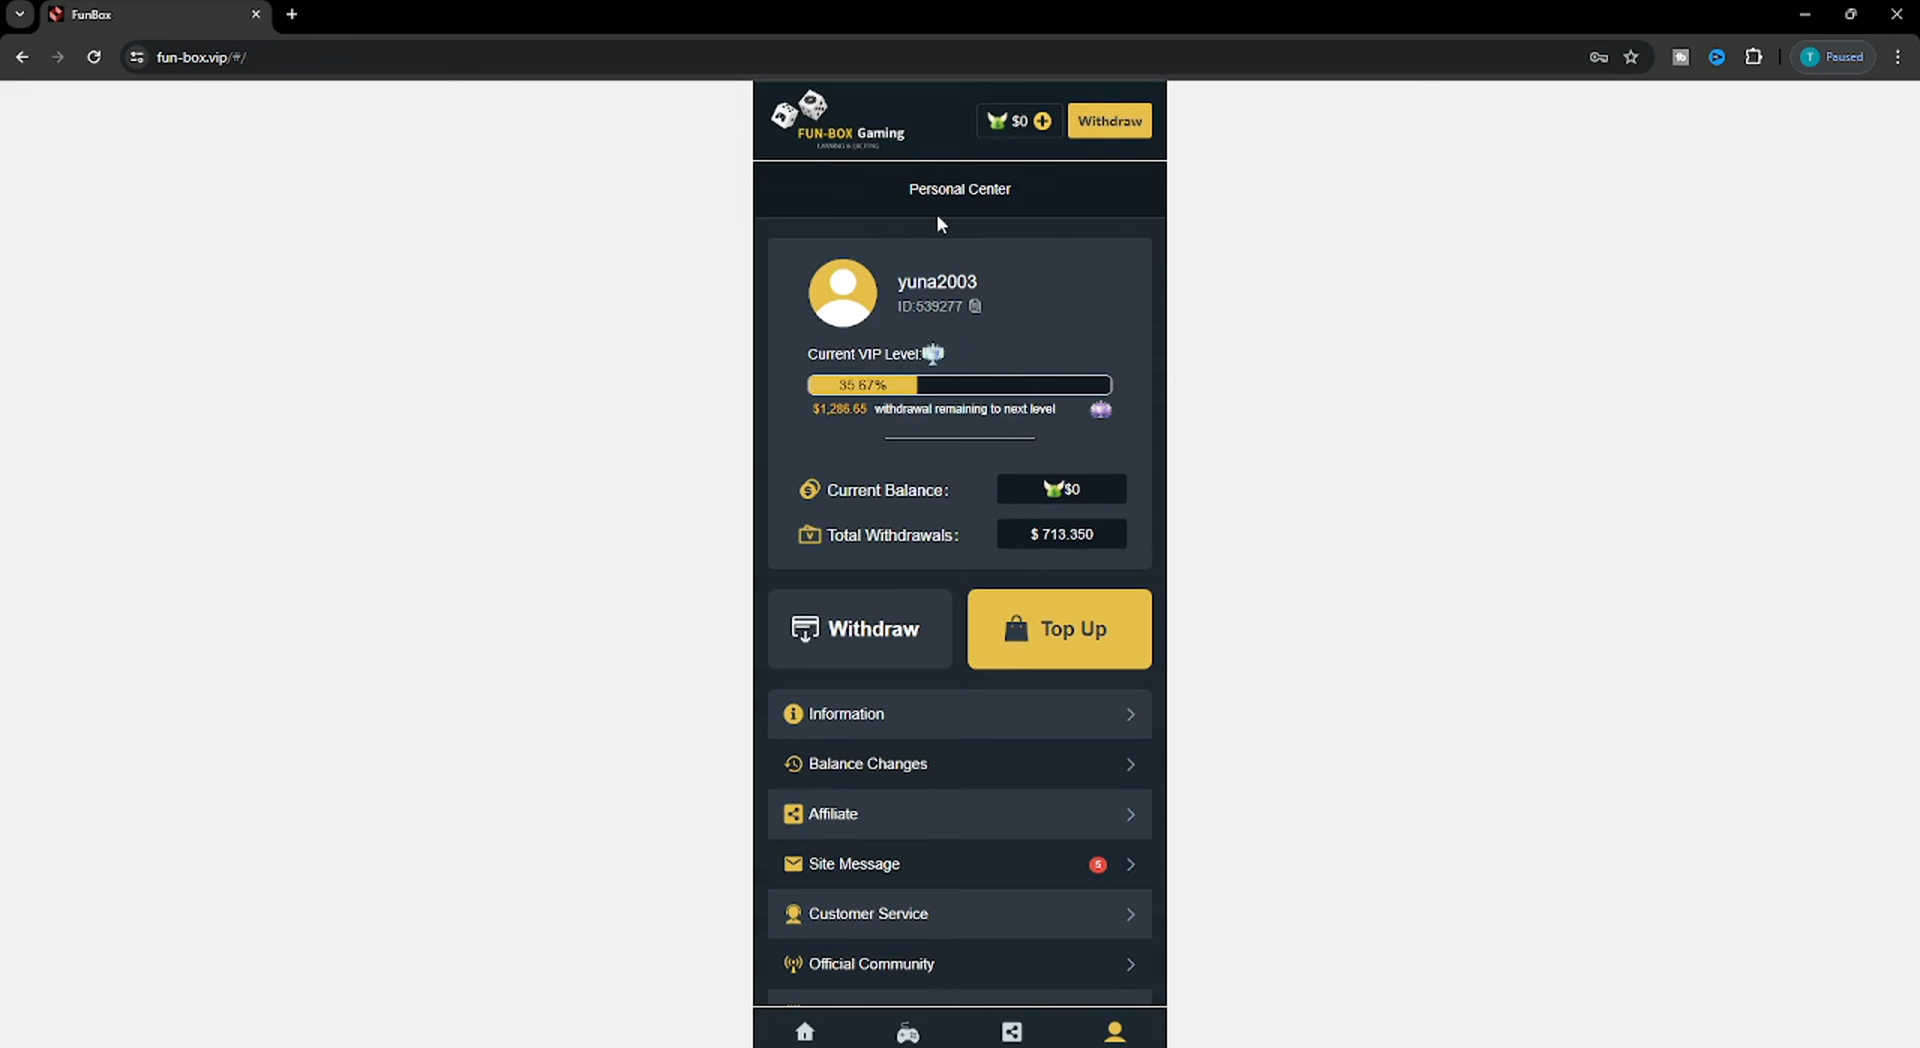 FunBox
fun-box.vip/#/
T Paused
FUN-BOX Gaming
$0
Withdraw
Personal Center
yuna2003
ID:539277
Current VIP Level:
35.67%
$1,286.65 withdrawal remaining to next level
Current Balance:
$0
Total Withdrawals:
$ 713.350
Withdraw
Top Up
Information
Balance Changes
Affiliate
Site Message
5
Customer Service
Official Community